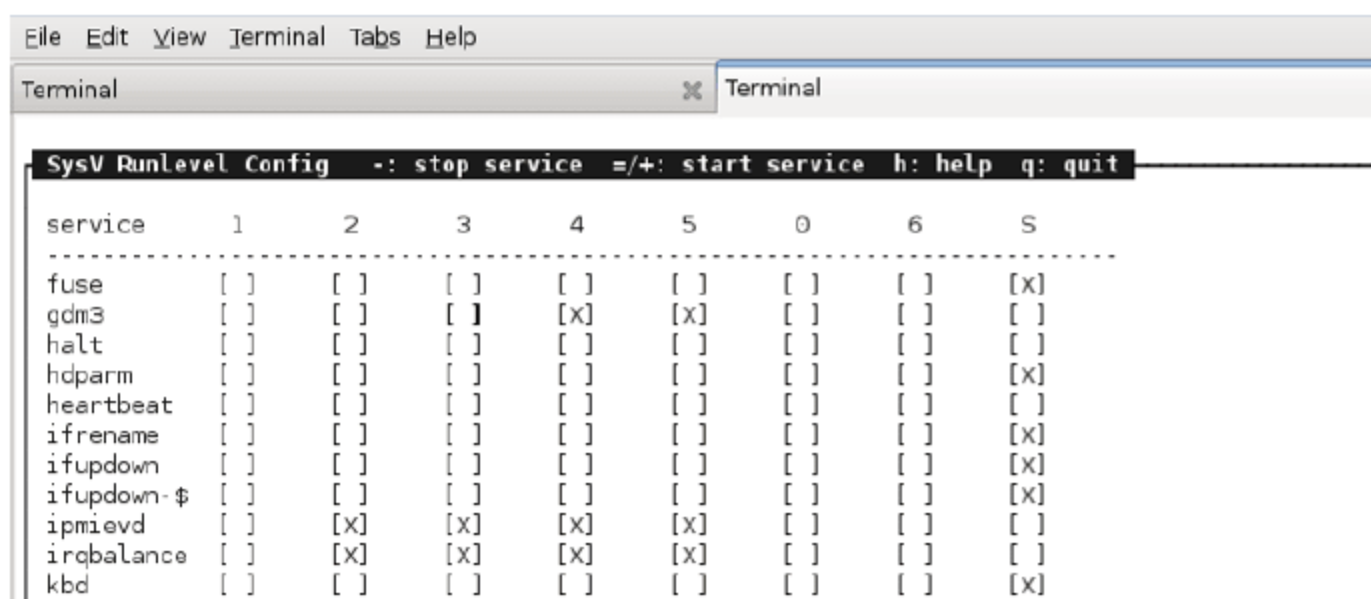 File Edit View Terminal Tabs Help
Terminal Terminal
SysV Runlevel Config -: stop service =/+: start service h: help q: quit
service 1 2 3 4 5 0 6 S
fuse [ ] [ ] [ ] [ ] [ ] [ ] [ ] [X]
gdm3 [ ] [ ] [ ] [X] [X] [ ] [ ] [ ]
halt [ ] [ ] [ ] [ ] [ ] [ ] [ ] [ ]
hdparm [ ] [ ] [ ] [ ] [ ] [ ] [ ] [X]
heartbeat [ ] [ ] [ ] [ ] [ ] [ ] [ ] [ ]
ifrename [ ] [ ] [ ] [ ] [ ] [ ] [ ] [X]
ifupdown [ ] [ ] [ ] [ ] [ ] [ ] [ ] [X]
ifupdown-$ [ ] [ ] [ ] [ ] [ ] [ ] [ ] [X]
ipmievd [ ] [X] [X] [X] [X] [ ] [ ] [ ]
irqbalance [ ] [X] [X] [X] [X] [ ] [ ] [ ]
kbd [ ] [ ] [ ] [ ] [ ] [ ] [ ] [X]